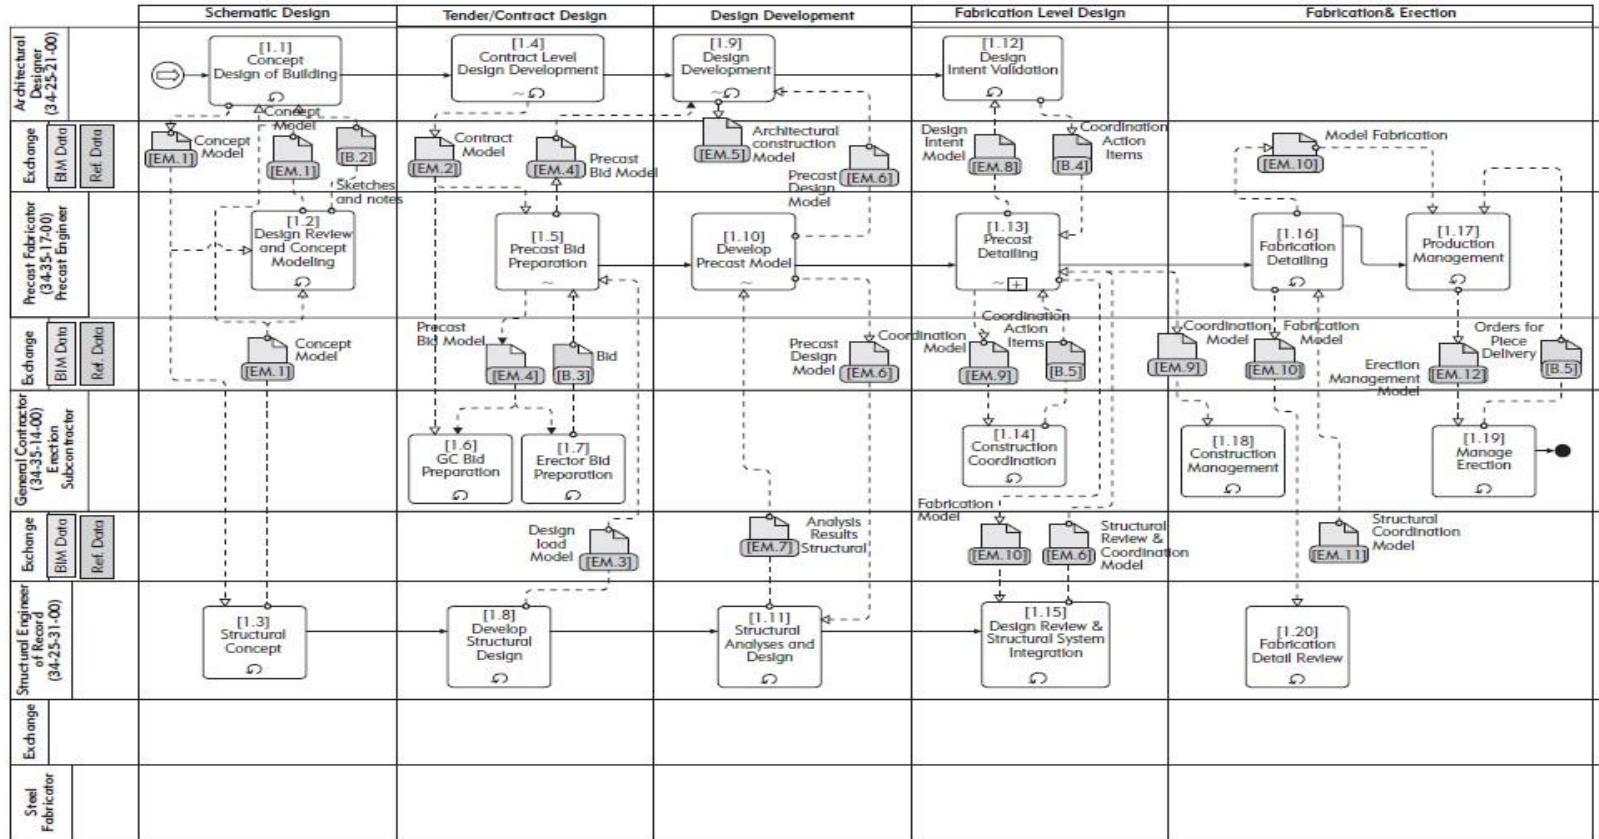 Schematic Design
Tender/Contract Design
Design Development
Fabrication Level Design
Fabrication& Erection
Architectural
Designer
(34-25-21-00)
[1.1]
Concept
Design of Building
[1.4]
Contract Level
Design Development
[1.9]
Design
Development
[1.12]
Design
Intent Validation
Exchange
BIM Data
Ref. Data
Concept
Model
[EM.1]
Concept
Model
[EM.1]
[B.2]
Sketches
and notes
Contract
Model
[EM.2]
[EM.4]
Precast
Bid Model
[EM.5]
Architectural
construction
Model
Precast
Design
Model
[EM.6]
Design
Intent
Model
[EM.8]
Coordination
Action
Items
[B.4]
Model Fabrication
[EM.10]
Precast Fabricator
(34-35-17-00)
Precast Engineer
[1.2]
Design Review
and Concept
Modeling
[1.5]
Precast Bid
Preparation
[1.10]
Develop
Precast Model
[1.13]
Precast
Detailing
[1.16]
Fabrication
Detailing
[1.17]
Production
Management
Exchange
BIM Data
Ref. Data
Concept
Model
[EM.1]
Precast
Bid Model
[EM.4]
Bid
[B.3]
Precast
Design
Model
[EM.6]
Coordination
Model
[EM.9]
Coordination
Action
Items
[B.5]
Coordination
Model
[EM.9]
Fabrication
Model
[EM.10]
Erection
Management
Model
[EM.12]
Orders for
Piece
Delivery
[B.5]
General Contractor
(34-35-14-00)
Erection
Subcontractor
[1.6]
GC Bid
Preparation
[1.7]
Erector Bid
Preparation
[1.14]
Construction
Coordination
[1.18]
Construction
Management
[1.19]
Manage
Erection
Exchange
BIM Data
Ref. Data
Design
load
Model
[EM.3]
[EM.7]
Analysis
Results
Structural
Fabrication
Model
[EM.10]
[EM.6]
Structural
Review &
Coordination
Model
[EM.11]
Structural
Coordination
Model
Structural Engineer
of Record
(34-25-31-00)
[1.3]
Structural
Concept
[1.8]
Develop
Structural
Design
[1.11]
Structural
Analyses and
Design
[1.15]
Design Review &
Structural System
Integration
[1.20]
Fabrication
Detail Review
Exchange
Steel
Fabricator